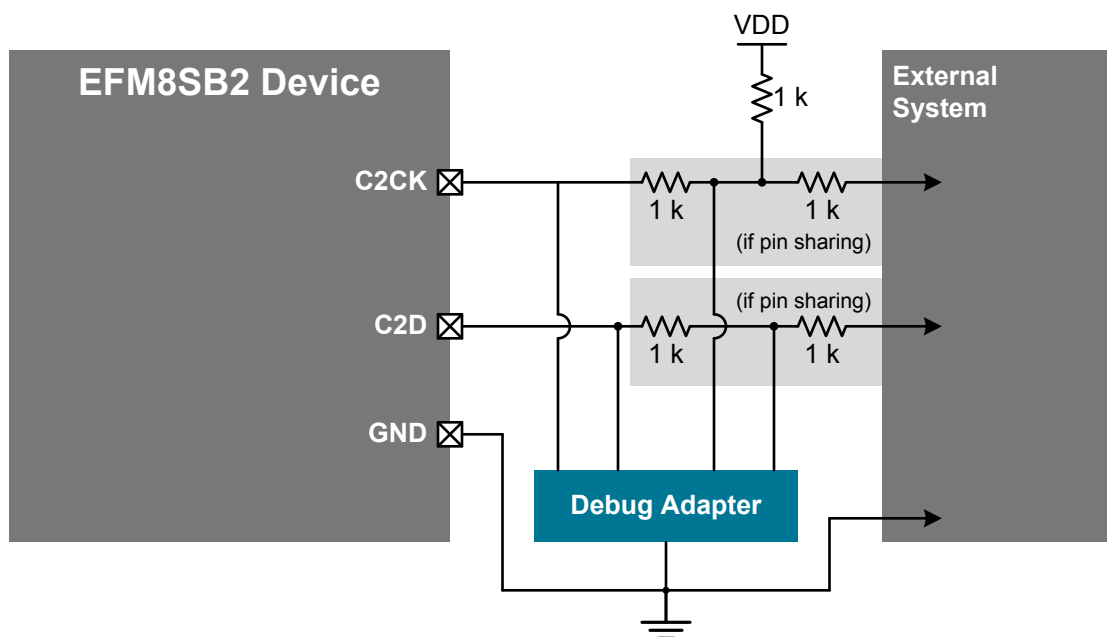 VDD
EFM8SB2 Device
External
System
1 k
C2CK
1 k
1 k
(if pin sharing)
(if pin sharing)
C2D
1 k
1 k
GND
Debug Adapter